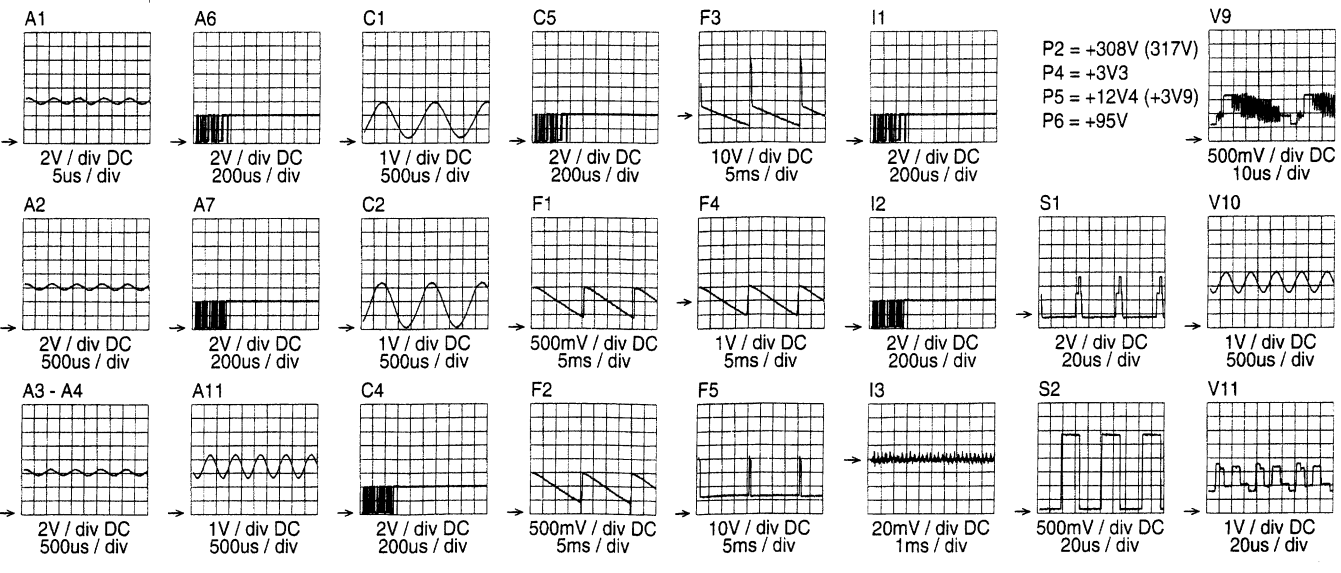 A1
2V / div DC
5us / div
A6
2V / div DC
200us / div
C1
1V / div DC
500us / div
C5
2V / div DC
200us / div
F3
10V / div DC
5ms / div
I1
2V / div DC
200us / div
P2 = +308V (317V)
P4 = +3V3
P5 = +12V4 (+3V9)
P6 = +95V
V9
500mV / div DC
10us / div
A2
2V / div DC
500us / div
A7
2V / div DC
200us / div
C2
1V / div DC
500us / div
F1
500mV / div DC
5ms / div
F4
1V / div DC
5ms / div
I2
2V / div DC
200us / div
S1
2V / div DC
20us / div
V10
1V / div DC
500us / div
A3 - A4
2V / div DC
500us / div
A11
1V / div DC
500us / div
C4
2V / div DC
200us / div
F2
500mV / div DC
5ms / div
F5
10V / div DC
5ms / div
I3
20mV / div DC
1ms / div
S2
500mV / div DC
20us / div
V11
1V / div DC
20us / div